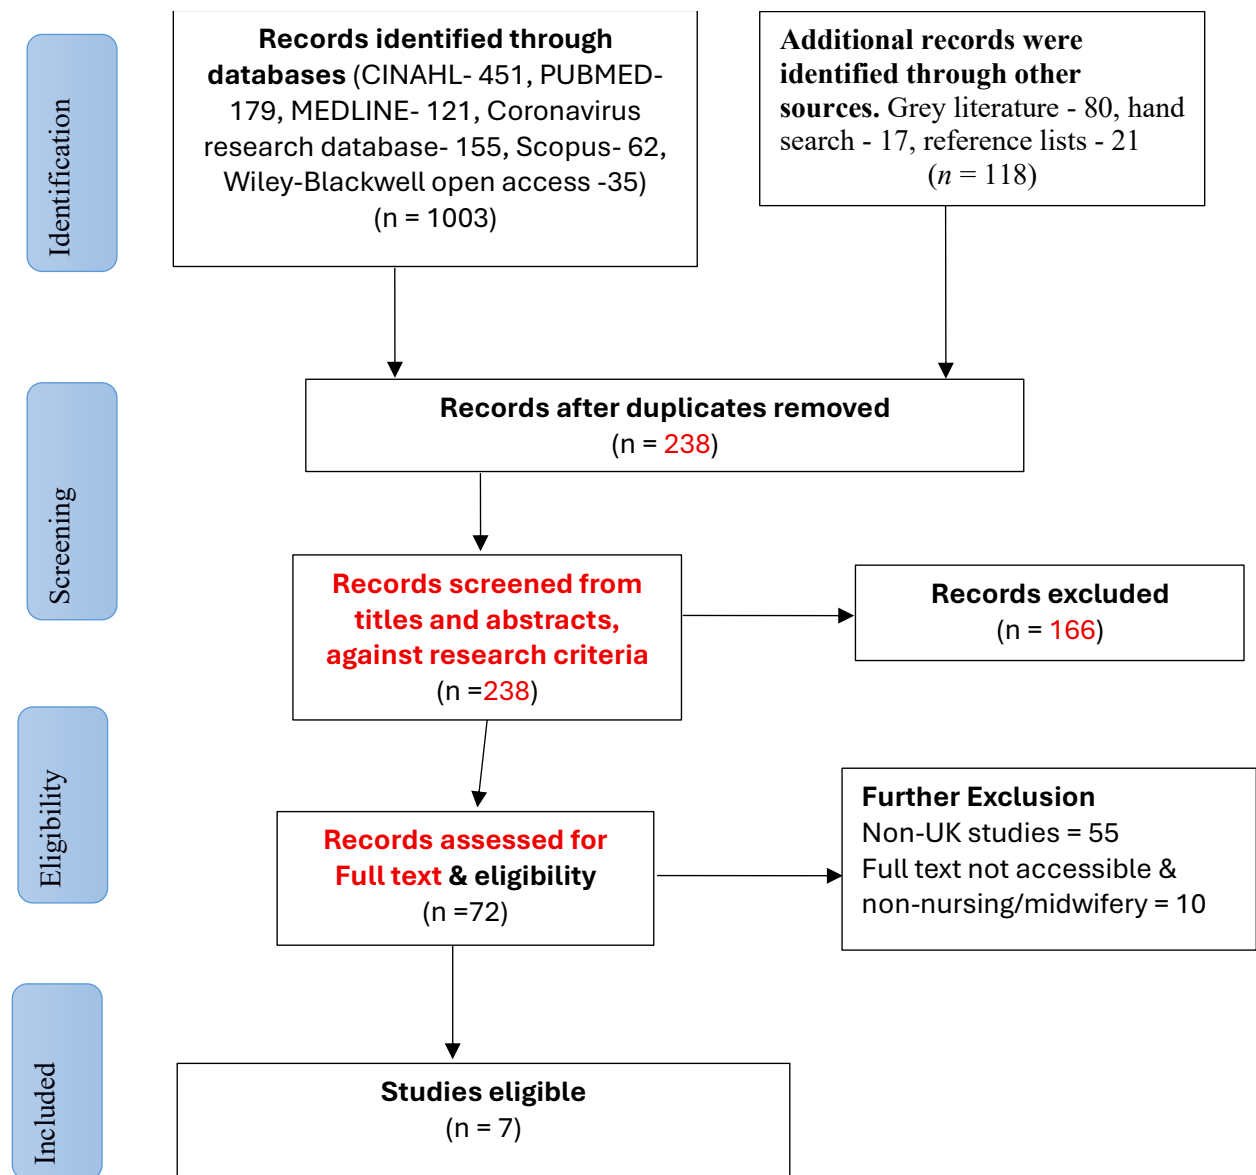 Identification
Records identified through
databases (CINAHL- 451, PUBMED-
179, MEDLINE- 121, Coronavirus
research database- 155, Scopus- 62,
Wiley-Blackwell open access -35)
(n = 1003)
Additional records were
identified through other
sources. Grey literature - 80, hand
search - 17, reference lists - 21
(n = 118)
Screening
Records after duplicates removed
(n = 238)
Records screened from
titles and abstracts,
against research criteria
(n =238)
Records excluded
(n = 166)
Eligibility
Records assessed for
Full text & eligibility
(n =72)
Further Exclusion
Non-UK studies = 55
Full text not accessible &
non-nursing/midwifery = 10
Included
Studies eligible
(n = 7)